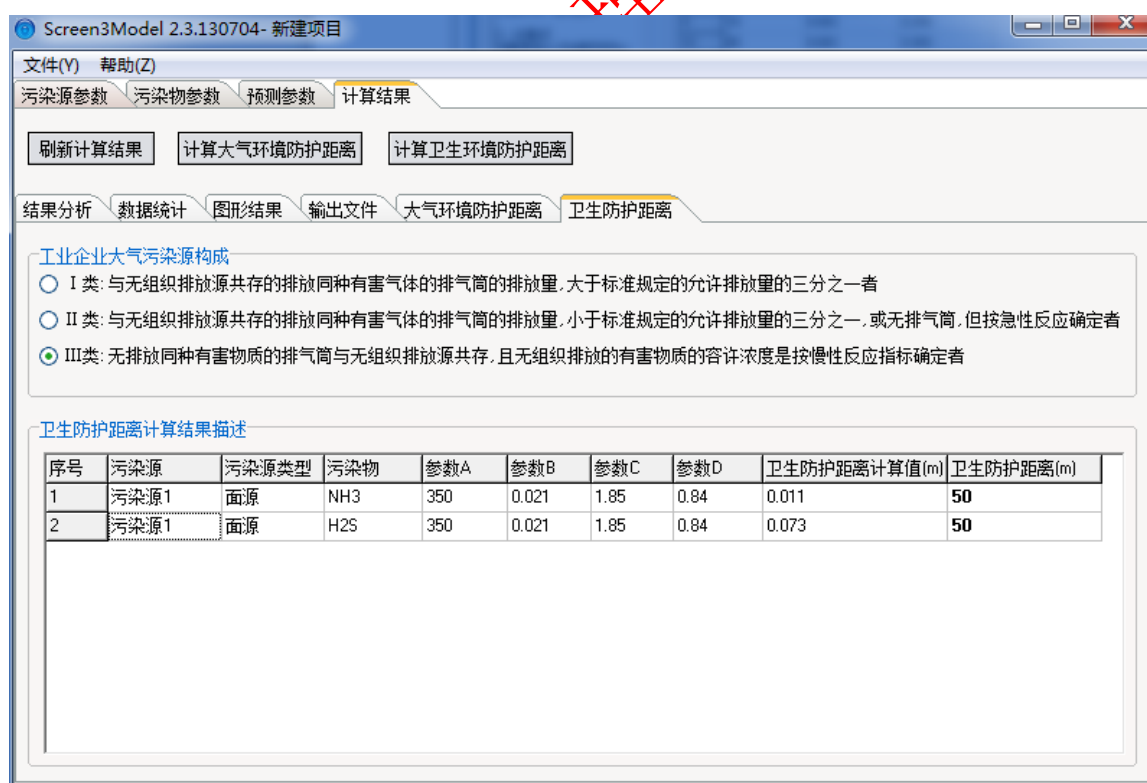 Screen3Model 2.3.130704- 新建项目
文件(Y) 帮助(Z)
污染源参数 污染物参数 预测参数 计算结果
刷新计算结果 计算大气环境防护距离 计算卫生环境防护距离
结果分析 数据统计 图形结果 输出文件 大气环境防护距离 卫生防护距离
工业企业大气污染源构成
I 类: 与无组织排放源共存的排放同种有害气体的排气筒的排放量,大于标准规定的允许排放量的三分之一者
II 类: 与无组织排放源共存的排放同种有害气体的排气筒的排放量,小于标准规定的允许排放量的三分之一,或无排气筒,但按急性反应确定者
III类: 无排放同种有害物质的排气筒与无组织排放源共存,且无组织排放的有害物质的容许浓度是按慢性反应指标确定者
卫生防护距离计算结果描述
序号 污染源 污染源类型 污染物 参数A 参数B 参数C 参数D 卫生防护距离计算值(m) 卫生防护距离(m)
1 污染源1 面源 NH3 350 0.021 1.85 0.84 0.011 50
2 污染源1 面源 H2S 350 0.021 1.85 0.84 0.073 50